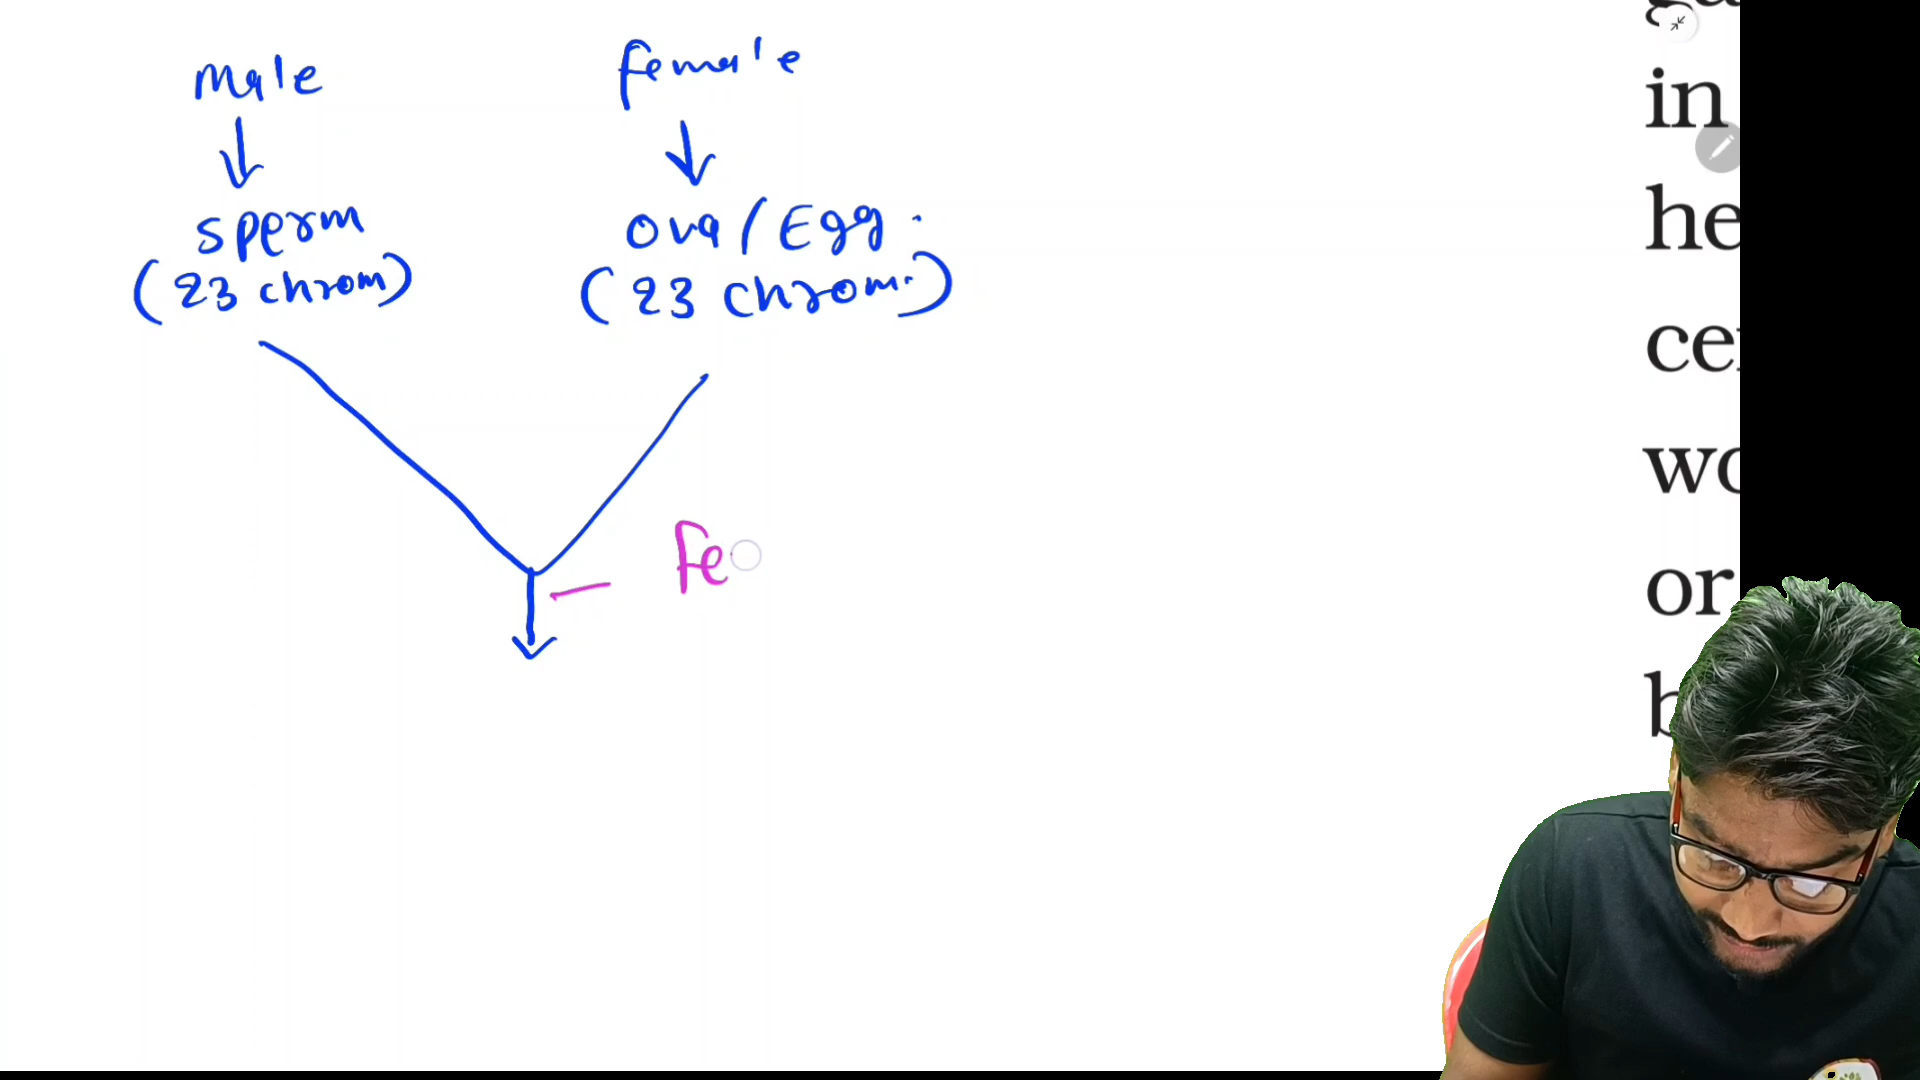 male
female
sperm
ova / Egg.
(23 chrom)
(23 chrom.)
Fe
in
he
ce
wo
or
b